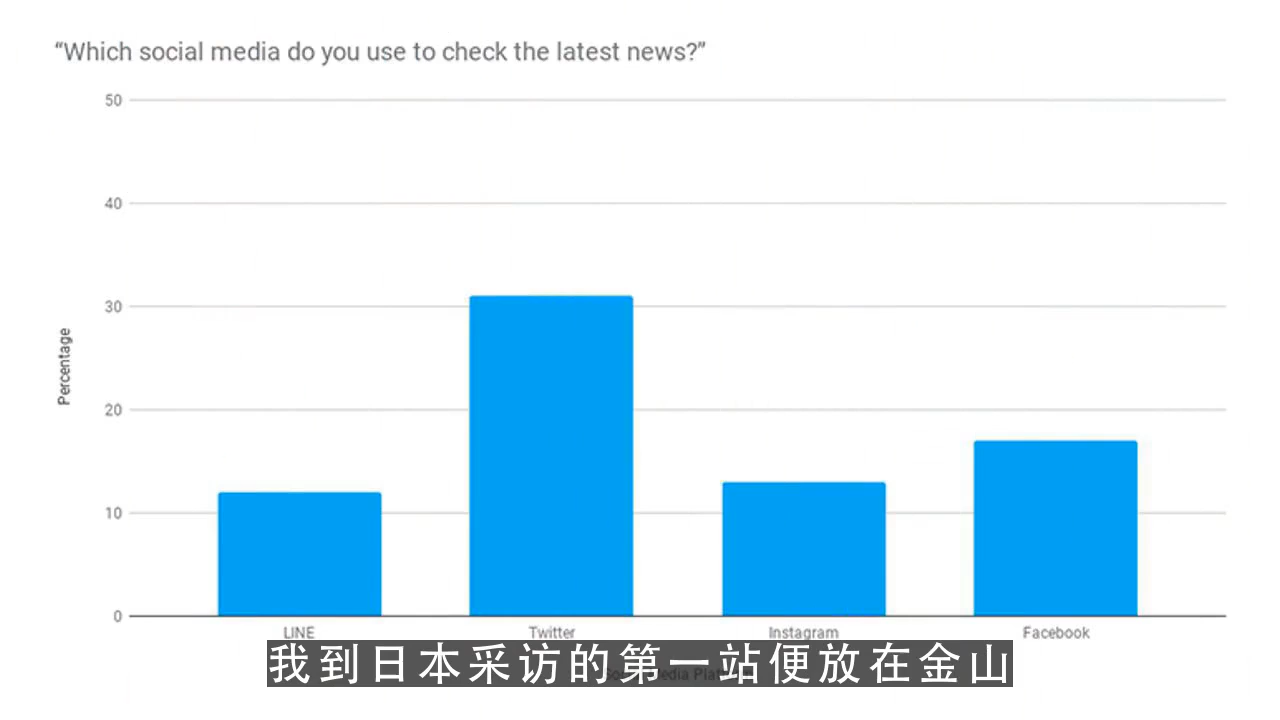 “Which social media do you use to check the latest news?”
50
40
30
20
10
0
Percentage
LINE Twitter Instagram Facebook
我到日本采访的第一站便放在金山